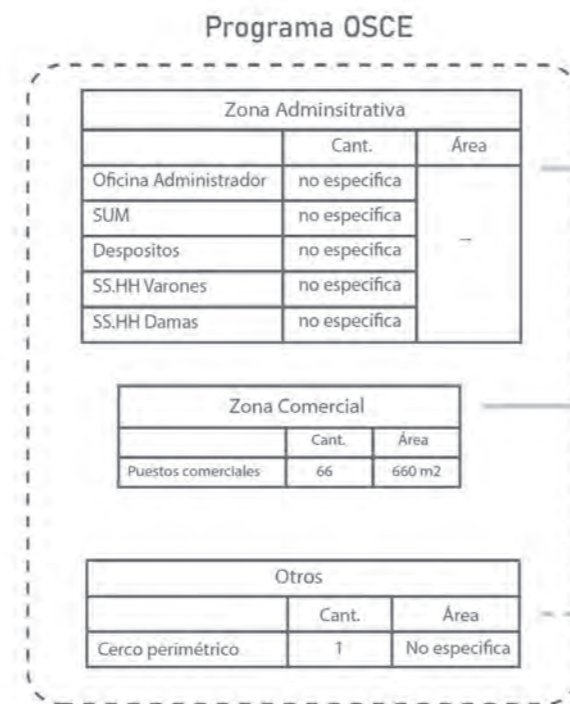 Programa OSCE
Zona Adminsitrativa
Cant. Área
Oficina Administrador no especifica
SUM no especifica
Despositos no especifica
SS.HH Varones no especifica
SS.HH Damas no especifica
–
Zona Comercial
Cant. Área
Puestos comerciales 66 660 m2
Otros
Cant. Área
Cerco perimétrico 1 No especifica